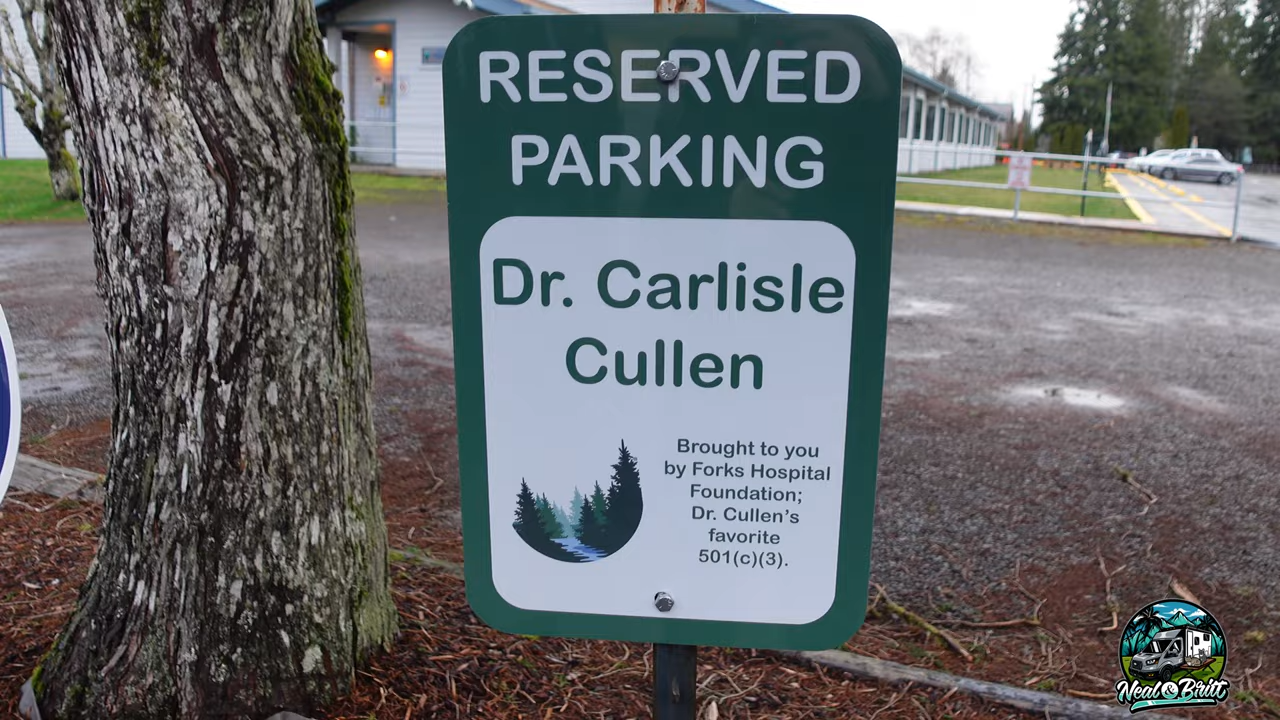 RESERVED
PARKING
Dr. Carlisle
Cullen
Brought to you
by Forks Hospital
Foundation;
Dr. Cullen's
favorite
501(c)(3).
Neal & Britt